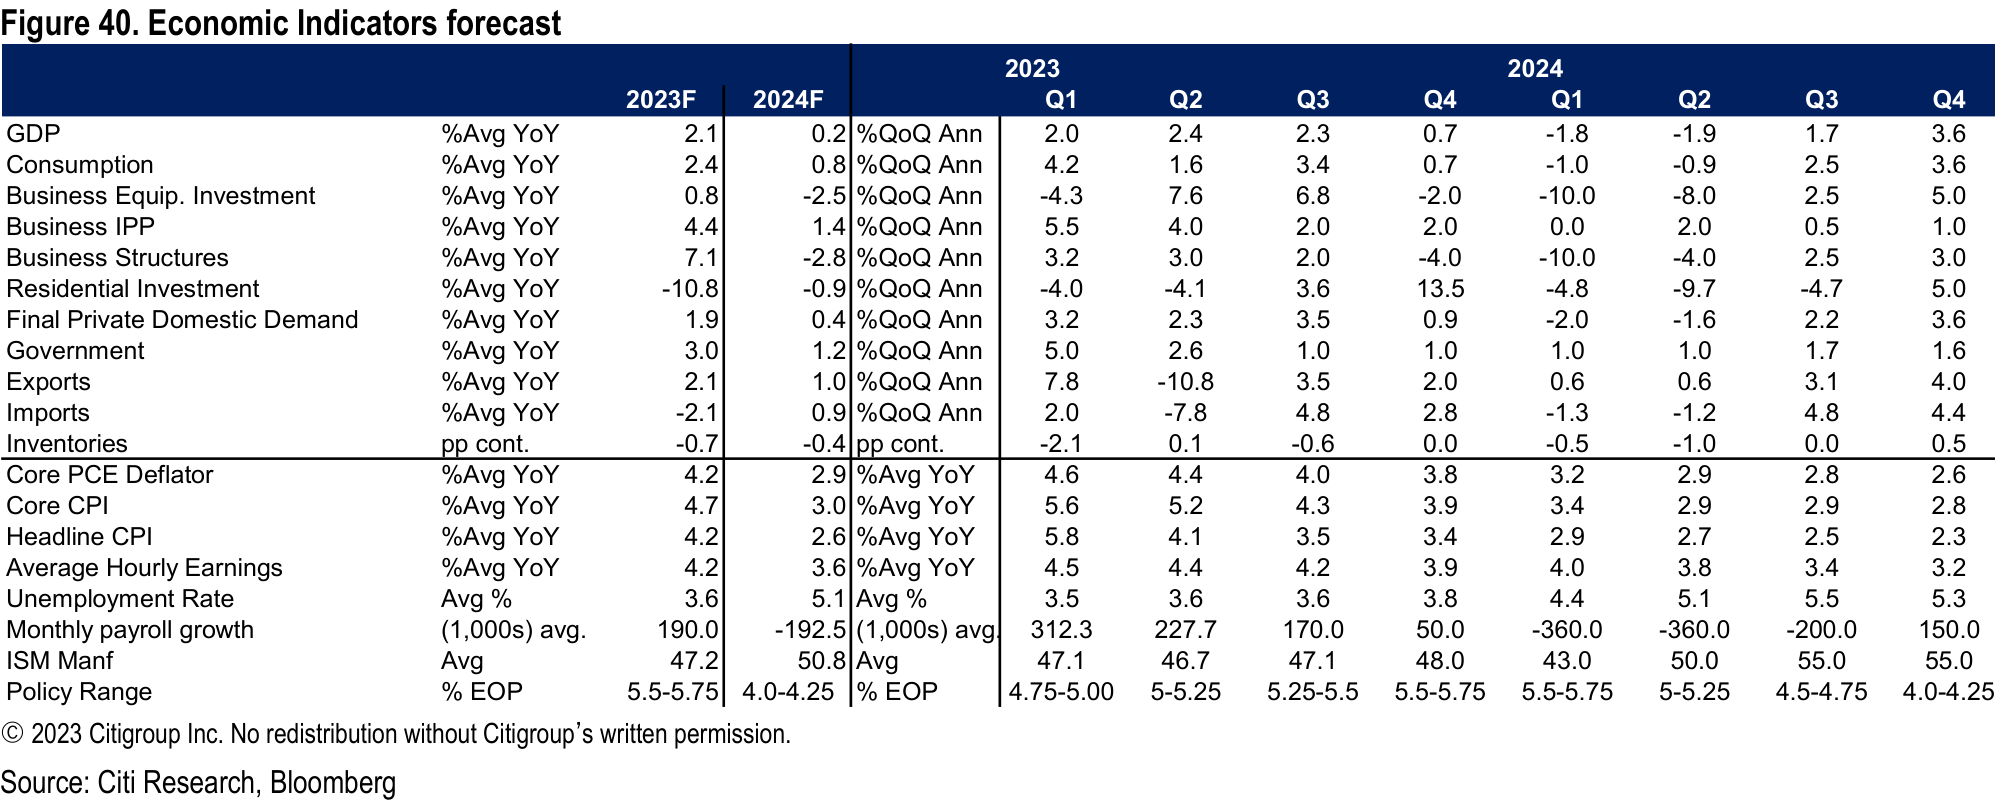 Figure 40. Economic Indicators forecast
2023 2024
2023F 2024F Q1 Q2 Q3 Q4 Q1 Q2 Q3 Q4
GDP %Avg YoY 2.1 0.2 %QoQ Ann 2.0 2.4 2.3 0.7 -1.8 -1.9 1.7 3.6
Consumption %Avg YoY 2.4 0.8 %QoQ Ann 4.2 1.6 3.4 0.7 -1.0 -0.9 2.5 3.6
Business Equip. Investment %Avg YoY 0.8 -2.5 %QoQ Ann -4.3 7.6 6.8 -2.0 -10.0 -8.0 2.5 5.0
Business IPP %Avg YoY 4.4 1.4 %QoQ Ann 5.5 4.0 2.0 2.0 0.0 2.0 0.5 1.0
Business Structures %Avg YoY 7.1 -2.8 %QoQ Ann 3.2 3.0 2.0 -4.0 -10.0 -4.0 2.5 3.0
Residential Investment %Avg YoY -10.8 -0.9 %QoQ Ann -4.0 -4.1 3.6 13.5 -4.8 -9.7 -4.7 5.0
Final Private Domestic Demand %Avg YoY 1.9 0.4 %QoQ Ann 3.2 2.3 3.5 0.9 -2.0 -1.6 2.2 3.6
Government %Avg YoY 3.0 1.2 %QoQ Ann 5.0 2.6 1.0 1.0 1.0 1.0 1.7 1.6
Exports %Avg YoY 2.1 1.0 %QoQ Ann 7.8 -10.8 3.5 2.0 0.6 0.6 3.1 4.0
Imports %Avg YoY -2.1 0.9 %QoQ Ann 2.0 -7.8 4.8 2.8 -1.3 -1.2 4.8 4.4
Inventories pp cont. -0.7 -0.4 pp cont. -2.1 0.1 -0.6 0.0 -0.5 -1.0 0.0 0.5
Core PCE Deflator %Avg YoY 4.2 2.9 %Avg YoY 4.6 4.4 4.0 3.8 3.2 2.9 2.8 2.6
Core CPI %Avg YoY 4.7 3.0 %Avg YoY 5.6 5.2 4.3 3.9 3.4 2.9 2.9 2.8
Headline CPI %Avg YoY 4.2 2.6 %Avg YoY 5.8 4.1 3.5 3.4 2.9 2.7 2.5 2.3
Average Hourly Earnings %Avg YoY 4.2 3.6 %Avg YoY 4.5 4.4 4.2 3.9 4.0 3.8 3.4 3.2
Unemployment Rate Avg % 3.6 5.1 Avg % 3.5 3.6 3.6 3.8 4.4 5.1 5.5 5.3
Monthly payroll growth (1,000s) avg. 190.0 -192.5 (1,000s) avg. 312.3 227.7 170.0 50.0 -360.0 -360.0 -200.0 150.0
ISM Manf Avg 47.2 50.8 Avg 47.1 46.7 47.1 48.0 43.0 50.0 55.0 55.0
Policy Range % EOP 5.5-5.75 4.0-4.25 % EOP 4.75-5.00 5-5.25 5.25-5.5 5.5-5.75 5.5-5.75 5-5.25 4.5-4.75 4.0-4.25
© 2023 Citigroup Inc. No redistribution without Citigroup’s written permission.
Source: Citi Research, Bloomberg